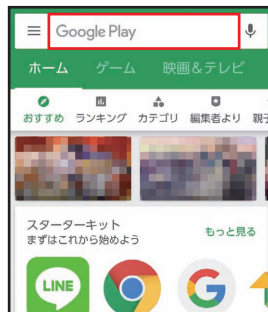 Google Play
ホーム ゲーム 映画&テレビ
おすすめ ランキング カテゴリ 編集者より 親子
スターターキット
まずはこれから始めよう
もっと見る
LINE
G